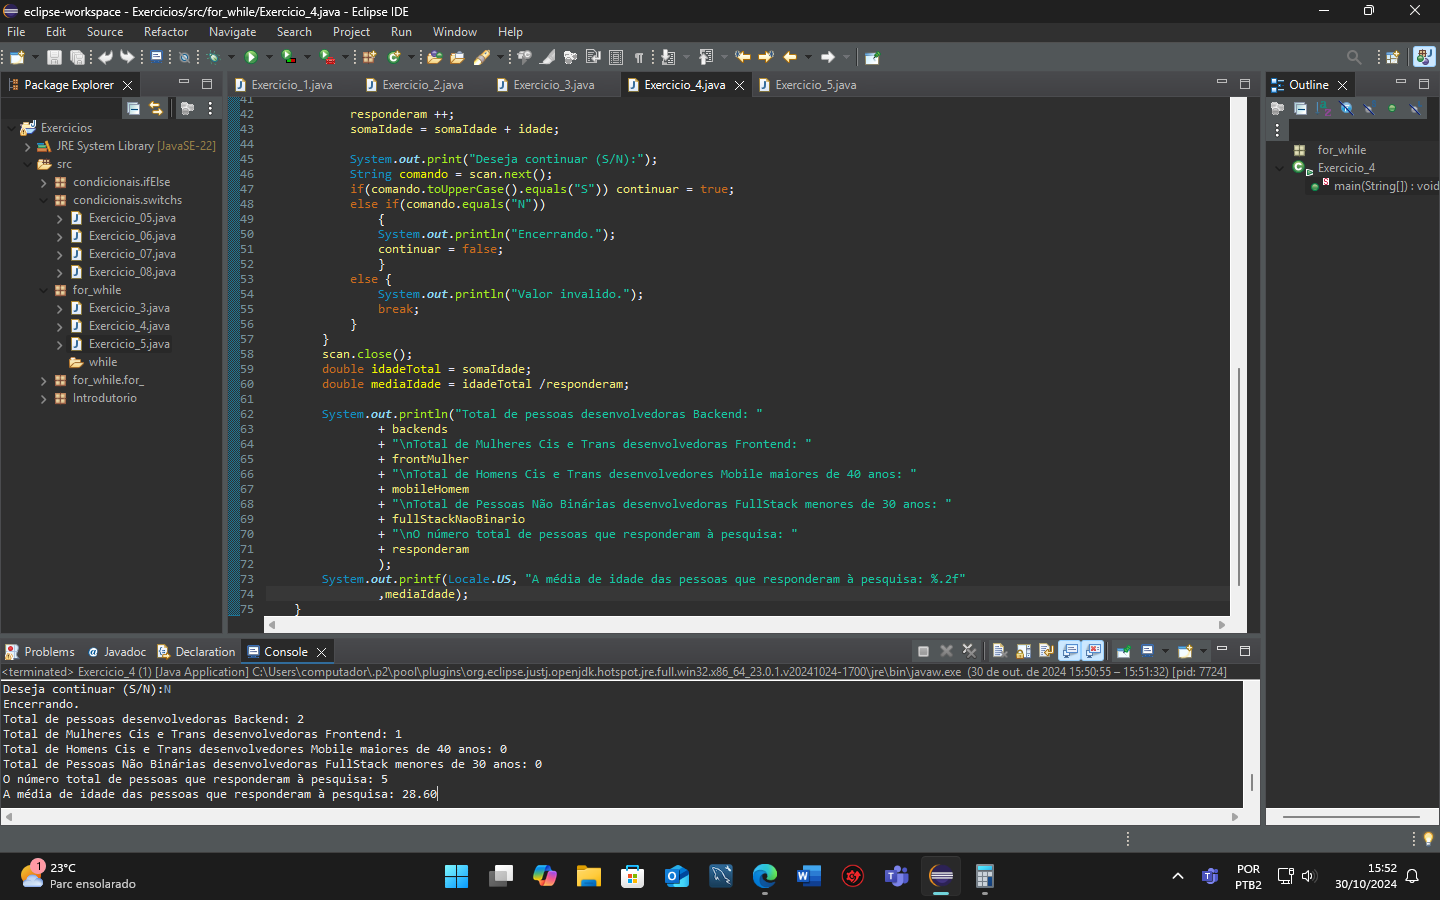 eclipse-workspace - Exercicios/src/for_while/Exercicio_4.java - Eclipse IDE
File Edit Source Refactor Navigate Search Project Run Window Help
Package Explorer
Exercicios
JRE System Library [JavaSE-22]
src
condicionais.ifElse
condicionais.switchs
Exercicio_05.java
Exercicio_06.java
Exercicio_07.java
Exercicio_08.java
for_while
Exercicio_3.java
Exercicio_4.java
Exercicio_5.java
while
for_while.for_
Introdutorio
Exercicio_1.java Exercicio_2.java Exercicio_3.java Exercicio_4.java Exercicio_5.java
41
42 responderam ++;
43 somaIdade = somaIdade + idade;
44
45 System.out.print("Deseja continuar (S/N):");
46 String comando = scan.next();
47 if(comando.toUpperCase().equals("S")) continuar = true;
48 else if(comando.equals("N"))
49 {
50 System.out.println("Encerrando.");
51 continuar = false;
52 }
53 else {
54 System.out.println("Valor invalido.");
55 break;
56 }
57 }
58 scan.close();
59 double idadeTotal = somaIdade;
60 double mediaIdade = idadeTotal /responderam;
61
62 System.out.println("Total de pessoas desenvolvedoras Backend: "
63 + backends
64 + "\nTotal de Mulheres Cis e Trans desenvolvedoras Frontend: "
65 + frontMulher
66 + "\nTotal de Homens Cis e Trans desenvolvedores Mobile maiores de 40 anos: "
67 + mobileHomem
68 + "\nTotal de Pessoas Não Binárias desenvolvedoras FullStack menores de 30 anos: "
69 + fullStackNaoBinario
70 + "\nO número total de pessoas que responderam à pesquisa: "
71 + responderam
72 );
73 System.out.printf(Locale.US, "A média de idade das pessoas que responderam à pesquisa: %.2f"
74 ,mediaIdade);
75 }
Outline
for_while
Exercicio_4
main(String[]) : void
Problems Javadoc Declaration Console
<terminated> Exercicio_4 (1) [Java Application] C:\Users\computador\.p2\pool\plugins\org.eclipse.justj.openjdk.hotspot.jre.full.win32.x86_64_23.0.1.v20241024-1700\jre\bin\javaw.exe (30 de out. de 2024 15:50:55 – 15:51:32) [pid: 7724]
Deseja continuar (S/N):N
Encerrando.
Total de pessoas desenvolvedoras Backend: 2
Total de Mulheres Cis e Trans desenvolvedoras Frontend: 1
Total de Homens Cis e Trans desenvolvedores Mobile maiores de 40 anos: 0
Total de Pessoas Não Binárias desenvolvedoras FullStack menores de 30 anos: 0
O número total de pessoas que responderam à pesquisa: 5
A média de idade das pessoas que responderam à pesquisa: 28.60
1
23°C
Parc ensolarado
POR
PTB2
15:52
30/10/2024